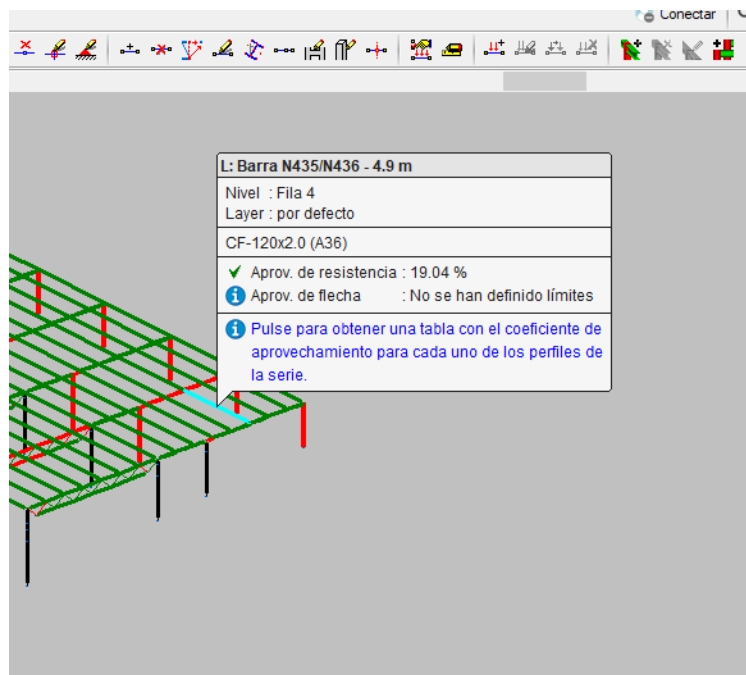 Conectar
L: Barra N435/N436 - 4.9 m
Nivel : Fila 4
Layer : por defecto
CF-120x2.0 (A36)
Aprov. de resistencia : 19.04 %
Aprov. de flecha : No se han definido límites
Pulse para obtener una tabla con el coeficiente de
aprovechamiento para cada uno de los perfiles de
la serie.